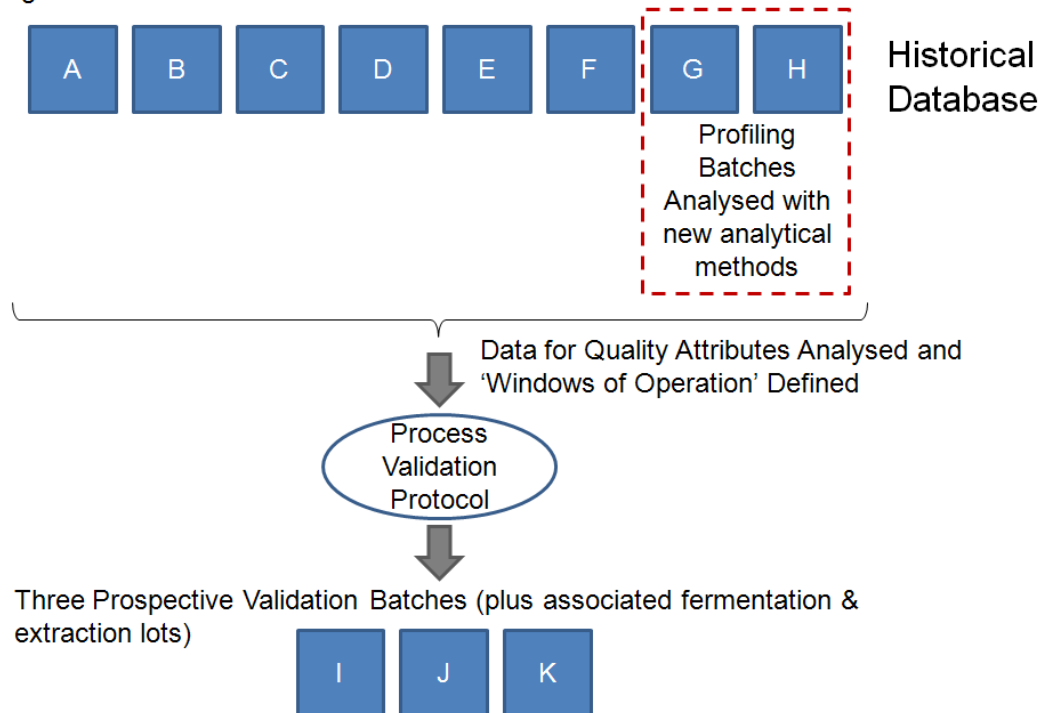 A B C D E F G H
Historical
Database
Profiling
Batches
Analysed with
new analytical
methods
Data for Quality Attributes Analysed and
‘Windows of Operation’ Defined
Process
Validation
Protocol
Three Prospective Validation Batches (plus associated fermentation &
extraction lots)
I J K